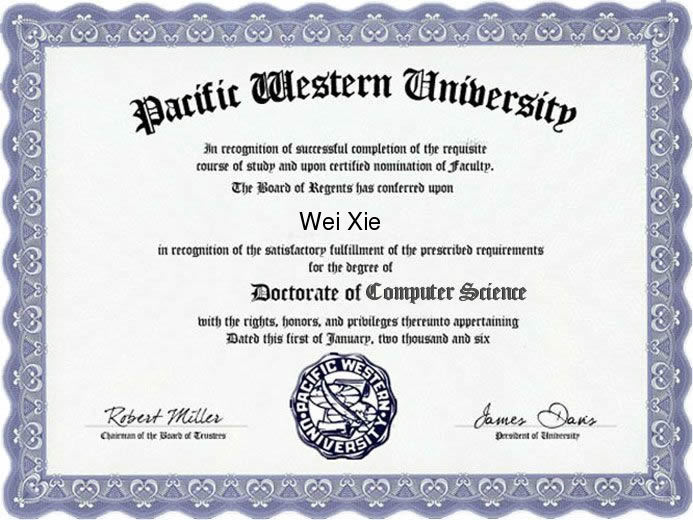 Pacific Western University
In recognition of successful completion of the requisite
course of study and upon certified nomination of Faculty.
The Board of Regents has conferred upon
Wei Xie
in recognition of the satisfactory fulfillment of the prescribed requirements
for the degree of
Doctorate of Computer Science
with the rights, honors, and privileges thereunto appertaining
Dated this first of January, two thousand and six
PACIFIC WESTERN
UNIVERSITY
Robert Miller
Chairman of the Board of Trustees
James Davis
President of University